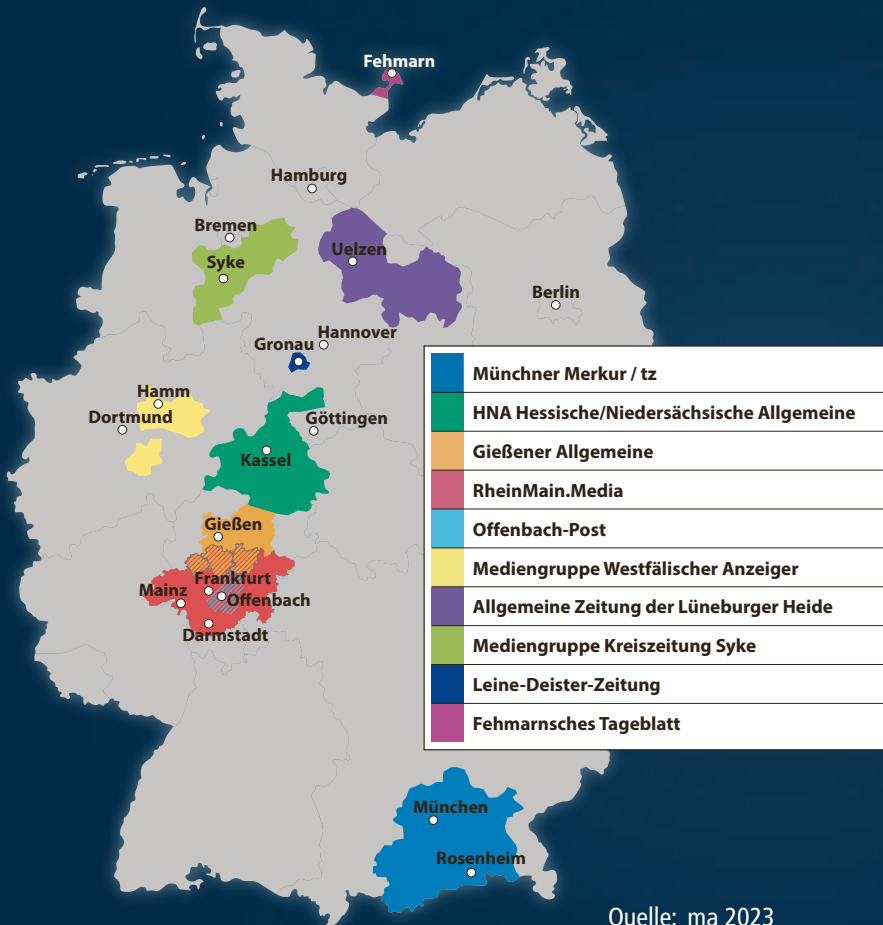 Fehmarn
Hamburg
Bremen
Uelzen
Syke
Berlin
Hannover
Gronau
Hamm
Dortmund
Göttingen
Kassel
Gießen
Frankfurt
Mainz
Offenbach
Darmstadt
München
Rosenheim
Münchner Merkur / tz
HNA Hessische/Niedersächsische Allgemeine
Gießener Allgemeine
RheinMain.Media
Offenbach-Post
Mediengruppe Westfälischer Anzeiger
Allgemeine Zeitung der Lüneburger Heide
Mediengruppe Kreiszeitung Syke
Leine-Deister-Zeitung
Fehmarnsches Tageblatt
Quelle: ma 2023